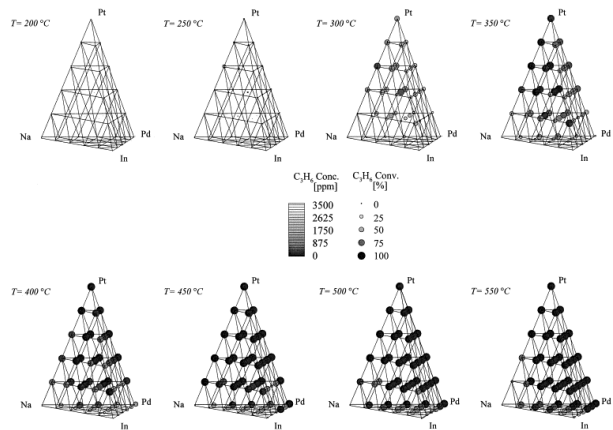 T= 200 °C
Pt
Na
Pd
In
T= 250 °C
Pt
Na
Pd
In
T= 300 °C
Pt
Na
Pd
In
T= 350 °C
Pt
Na
Pd
In
C₃H₆ Conc.
[ppm]
3500
2625
1750
875
0
C₃H₆ Conv.
[%]
0
25
50
75
100
T= 400 °C
Pt
Na
Pd
In
T= 450 °C
Pt
Na
Pd
In
T= 500 °C
Pt
Na
Pd
In
T= 550 °C
Pt
Na
Pd
In